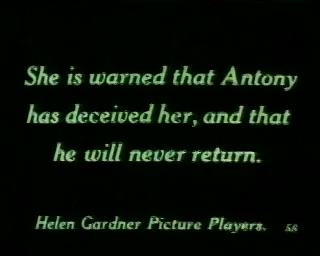 She is warned that Antony
has deceived her, and that
he will never return.
Helen Gardner Picture Players. 58